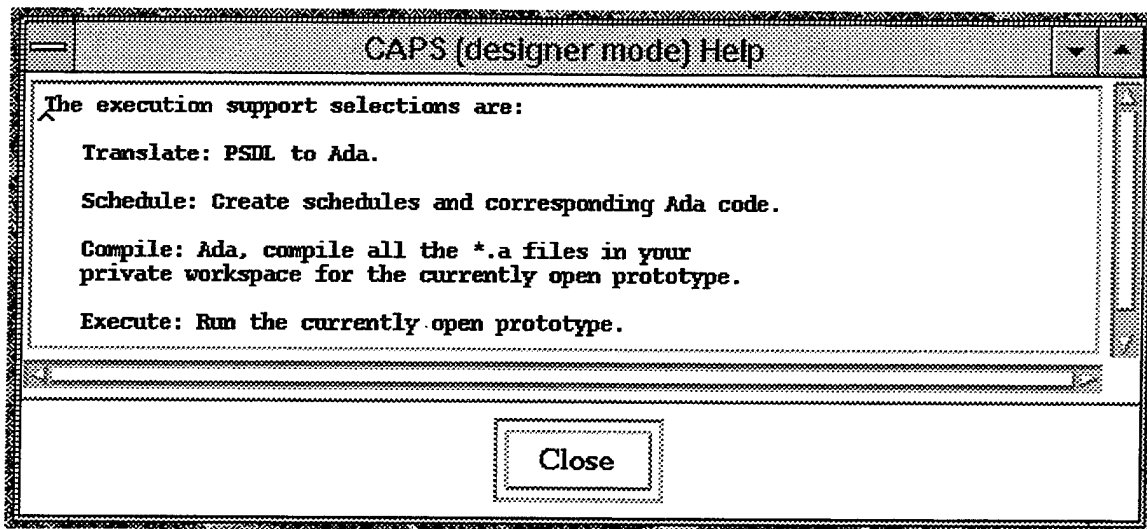 CAPS (designer mode) Help
The execution support selections are:
Translate: PSDL to Ada.
Schedule: Create schedules and corresponding Ada code.
Compile: Ada, compile all the *.a files in your
private workspace for the currently open prototype.
Execute: Run the currently open prototype.
Close